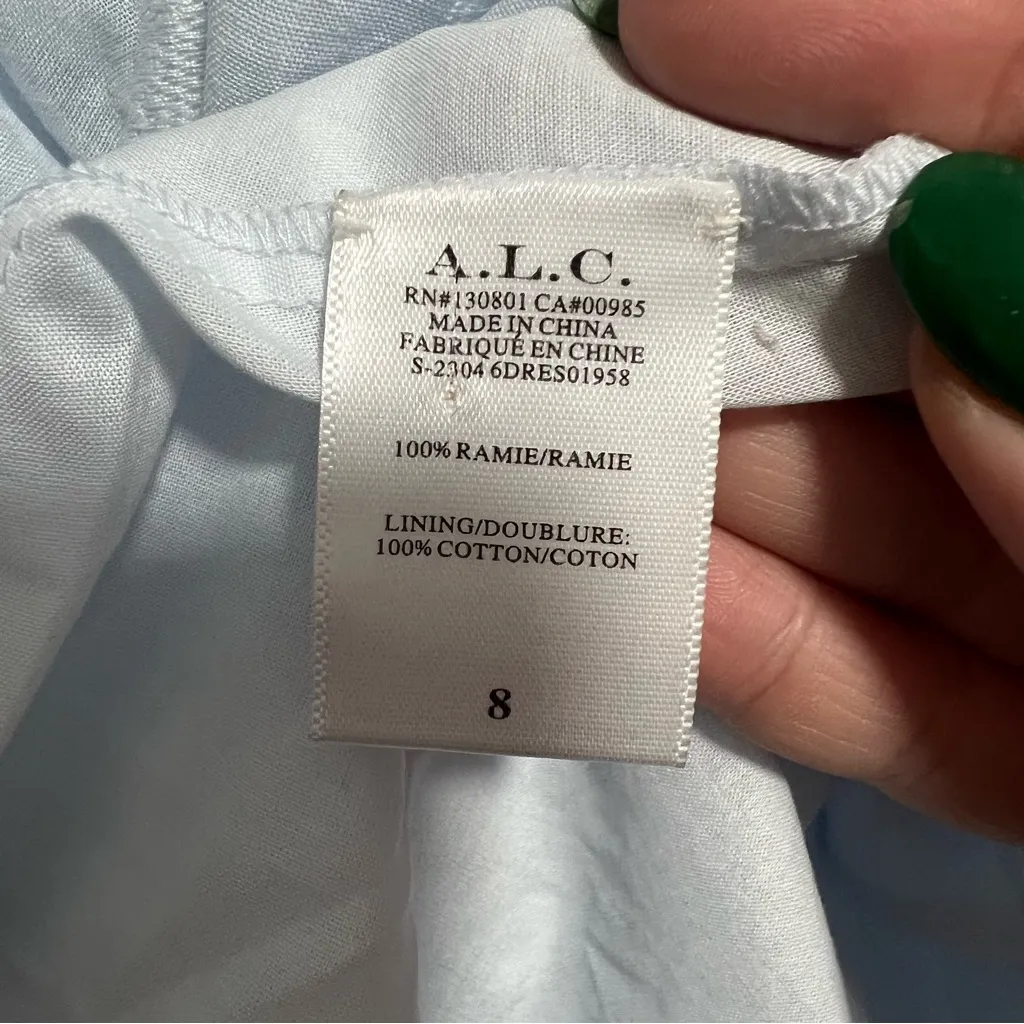 A.L.C.
RN#130801 CA#00985
MADE IN CHINA
FABRIQUÉ EN CHINE
S-2304 6DRES01958
100% RAMIE/RAMIE
LINING/DOUBLURE:
100% COTTON/COTON
8